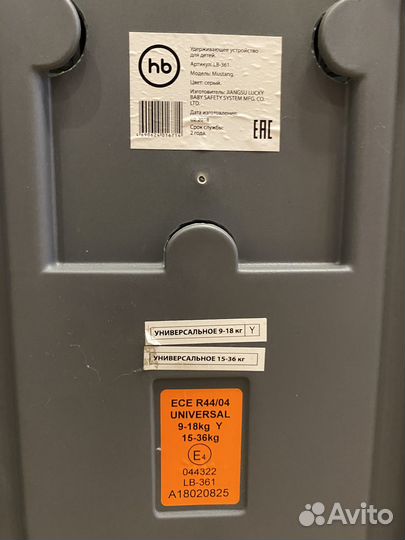 hb
Удерживающее устройство
для детей.
Артикул: LB-361
Модель: Mustang.
Цвет: серый.
Изготовитель: JIANGSU LUCKY
BABY SAFETY SYSTEM MFG. CO.
LTD.
Дата изготовления:
Срок службы:
2 года.
4690624016714
EAC
УНИВЕРСАЛЬНОЕ 9-18 кг Y
УНИВЕРСАЛЬНОЕ 15-36 кг
ECE R44/04
UNIVERSAL
9-18kg Y
15-36kg
E4
044322
LB-361
A18020825
Avito